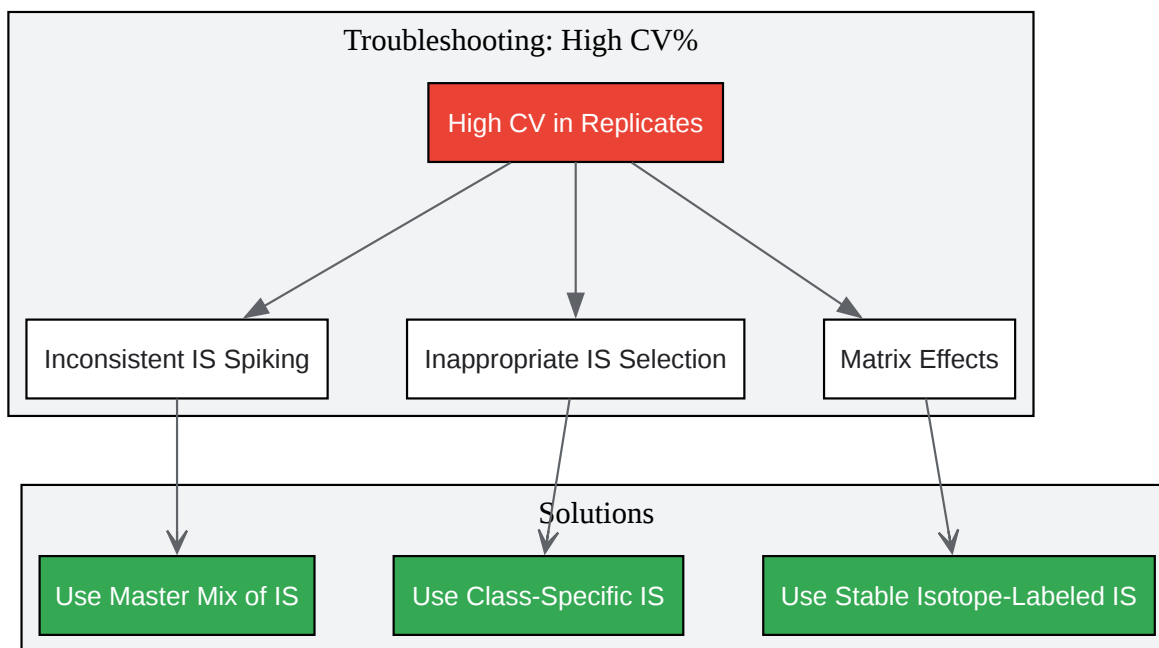 Troubleshooting: High CV%
High CV in Replicates
Inconsistent IS Spiking
Inappropriate IS Selection
Matrix Effects
Solutions
Use Master Mix of IS
Use Class-Specific IS
Use Stable Isotope-Labeled IS